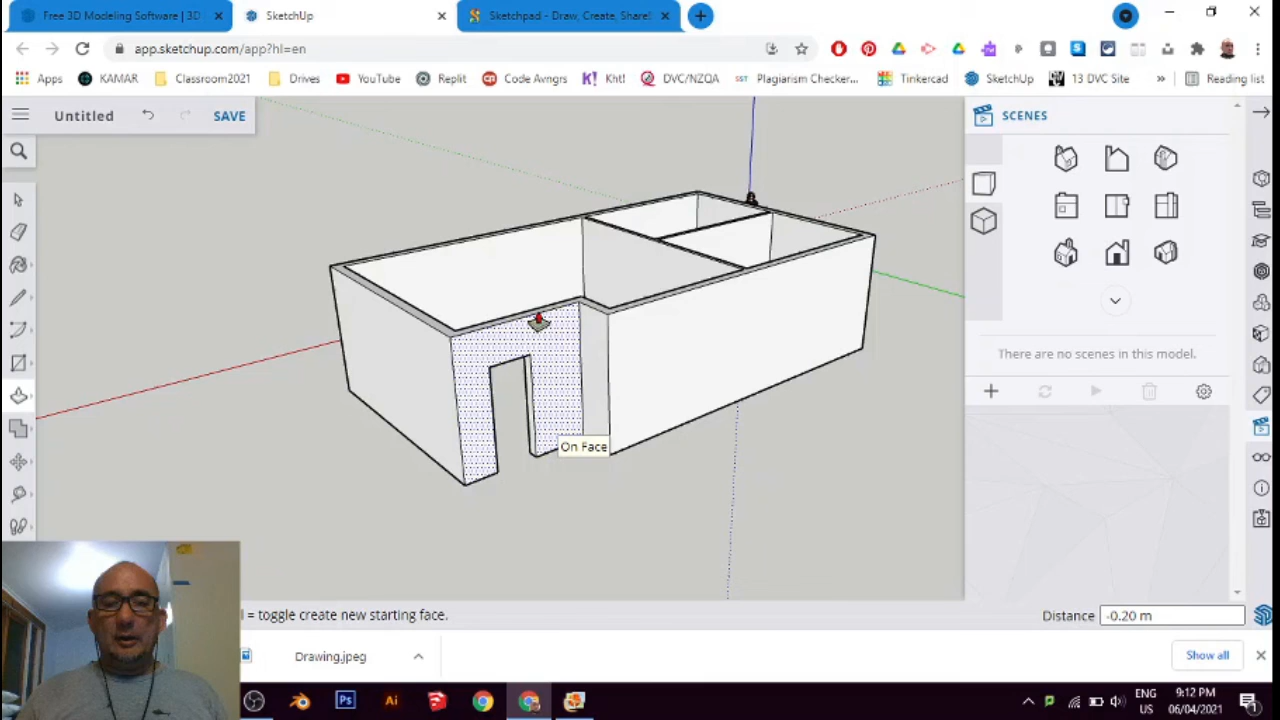 Free 3D Modeling Software | 3D
SketchUp
Sketchpad - Draw, Create, Share!
app.sketchup.com/app?hl=en
Apps
KAMAR
Classroom2021
Drives
YouTube
Replit
Code Avngrs
Kht!
DVC/NZQA
Plagiarism Checker...
Tinkercad
SketchUp
13 DVC Site
»
Reading list
Untitled
SAVE
SCENES
There are no scenes in this model.
On Face
l = toggle create new starting face.
Distance
-0.20 m
Drawing.jpeg
Show all
Ps
Ai
ENG
US
9:12 PM
06/04/2021